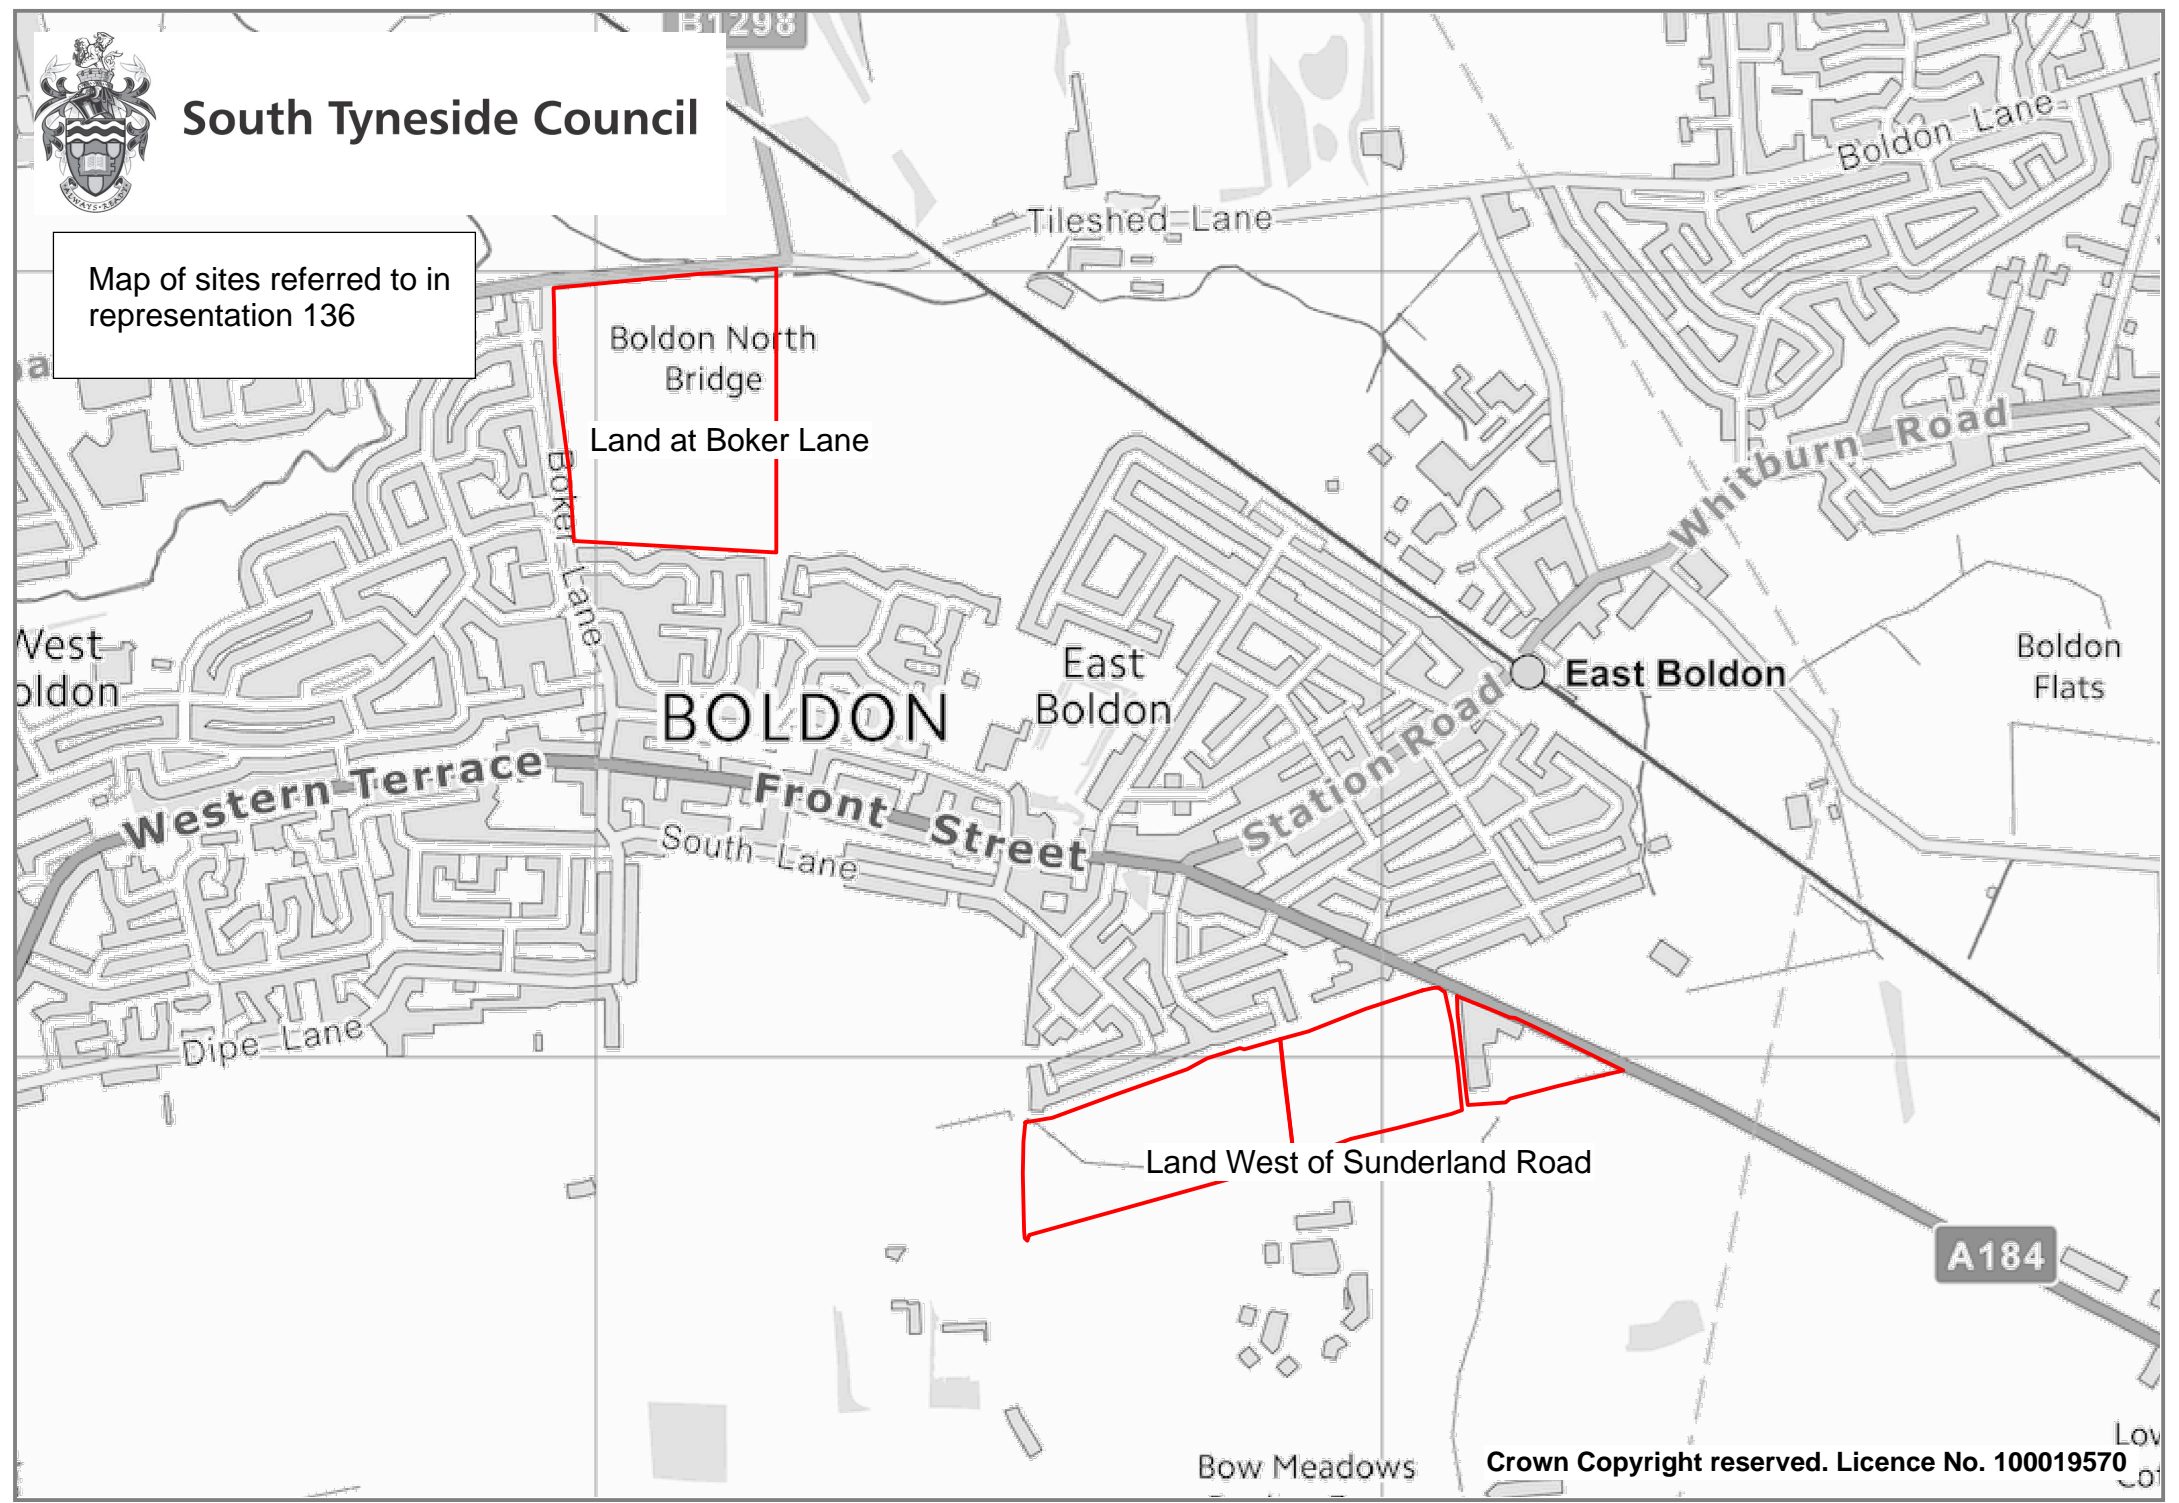 B1298
South Tyneside Council
ALWAYS·READY
Map of sites referred to in
representation 136
Boldon Lane
Tileshed Lane
Boldon North
Bridge
Land at Boker Lane
Whitburn Road
Boker Lane
West
oldon
East
Boldon
East Boldon
Boldon
Flats
BOLDON
Station Road
Western Terrace
Front Street
South Lane
Dipe Lane
Land West of Sunderland Road
A184
Bow Meadows
Crown Copyright reserved. Licence No. 100019570